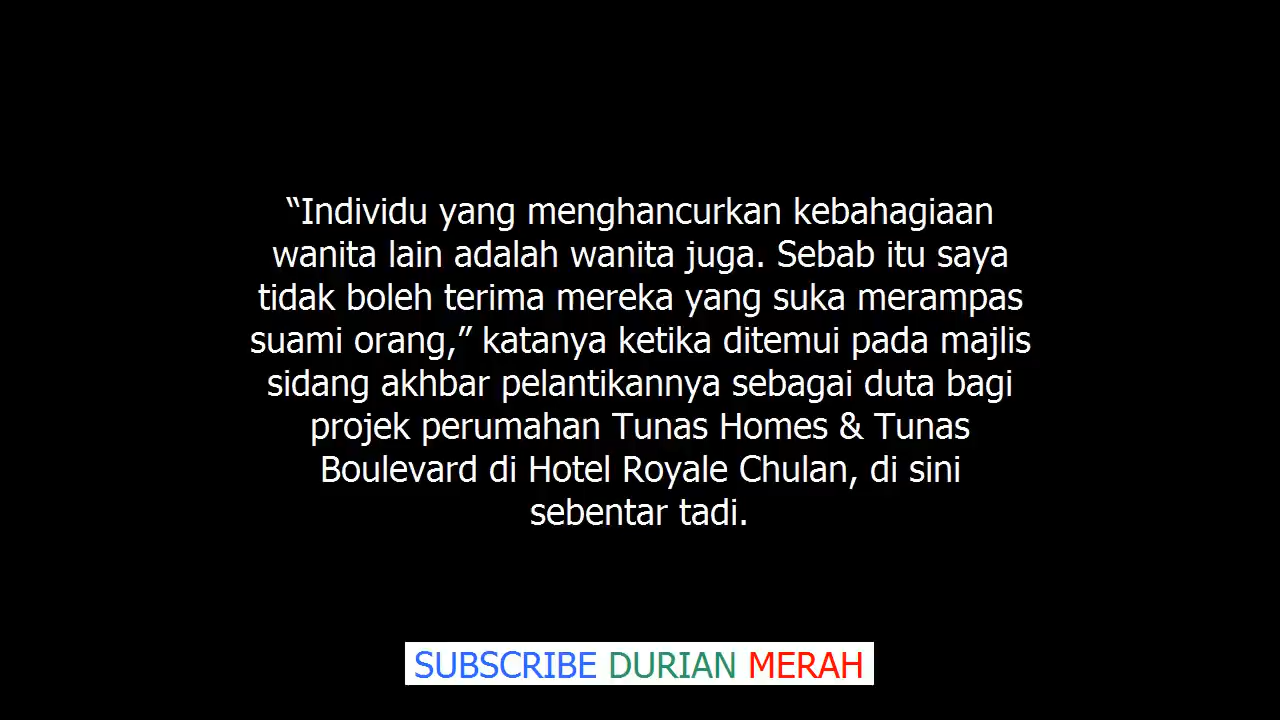 “Individu yang menghancurkan kebahagiaan
wanita lain adalah wanita juga. Sebab itu saya
tidak boleh terima mereka yang suka merampas
suami orang,” katanya ketika ditemui pada majlis
sidang akhbar pelantikannya sebagai duta bagi
projek perumahan Tunas Homes & Tunas
Boulevard di Hotel Royale Chulan, di sini
sebentar tadi.
SUBSCRIBE DURIAN MERAH